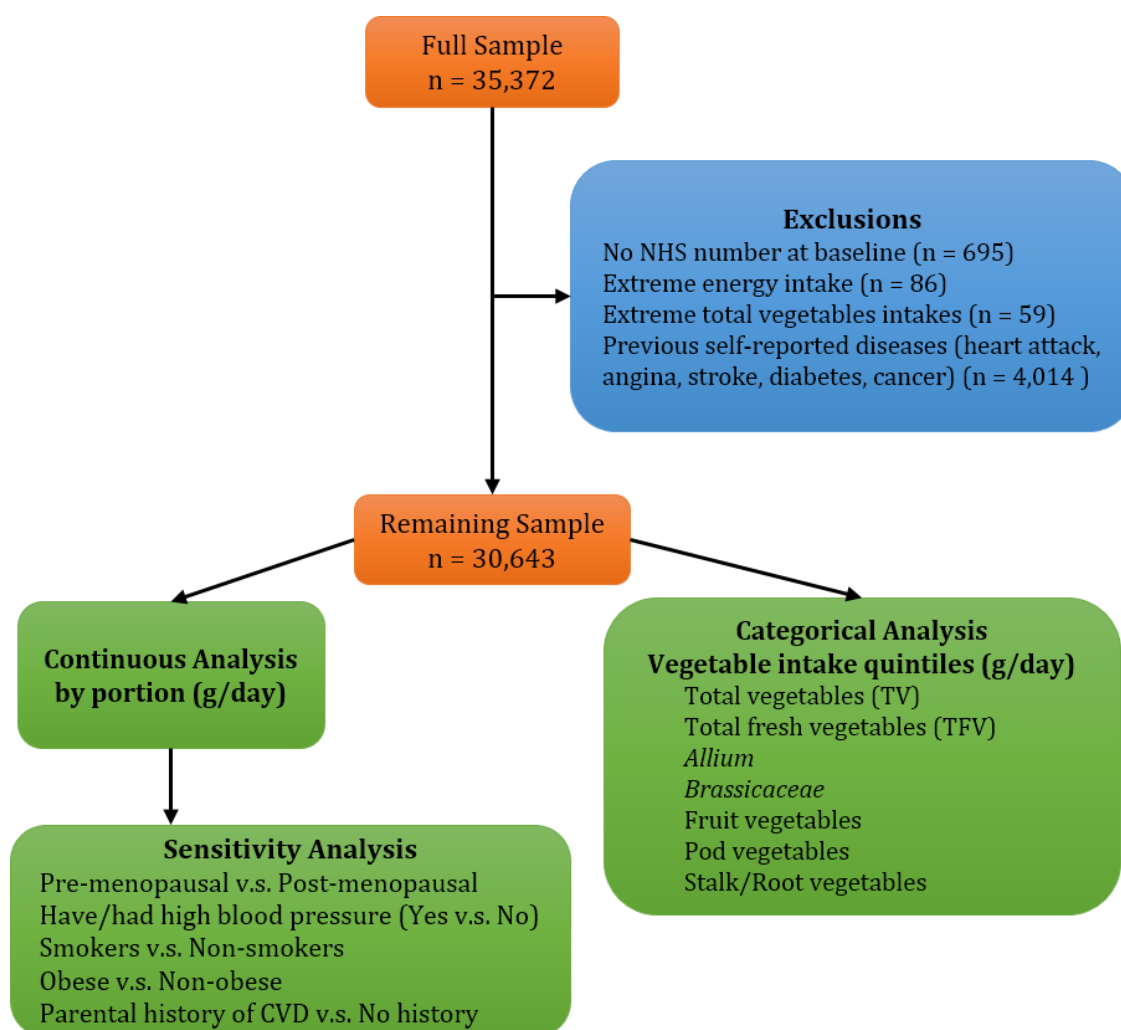 Full Sample
n = 35,372
Exclusions
No NHS number at baseline (n = 695)
Extreme energy intake (n = 86)
Extreme total vegetables intakes (n = 59)
Previous self-reported diseases (heart attack,
angina, stroke, diabetes, cancer) (n = 4,014 )
Remaining Sample
n = 30,643
Continuous Analysis
by portion (g/day)
Categorical Analysis
Vegetable intake quintiles (g/day)
Total vegetables (TV)
Total fresh vegetables (TFV)
Allium
Brassicaceae
Fruit vegetables
Pod vegetables
Stalk/Root vegetables
Sensitivity Analysis
Pre-menopausal v.s. Post-menopausal
Have/had high blood pressure (Yes v.s. No)
Smokers v.s. Non-smokers
Obese v.s. Non-obese
Parental history of CVD v.s. No history